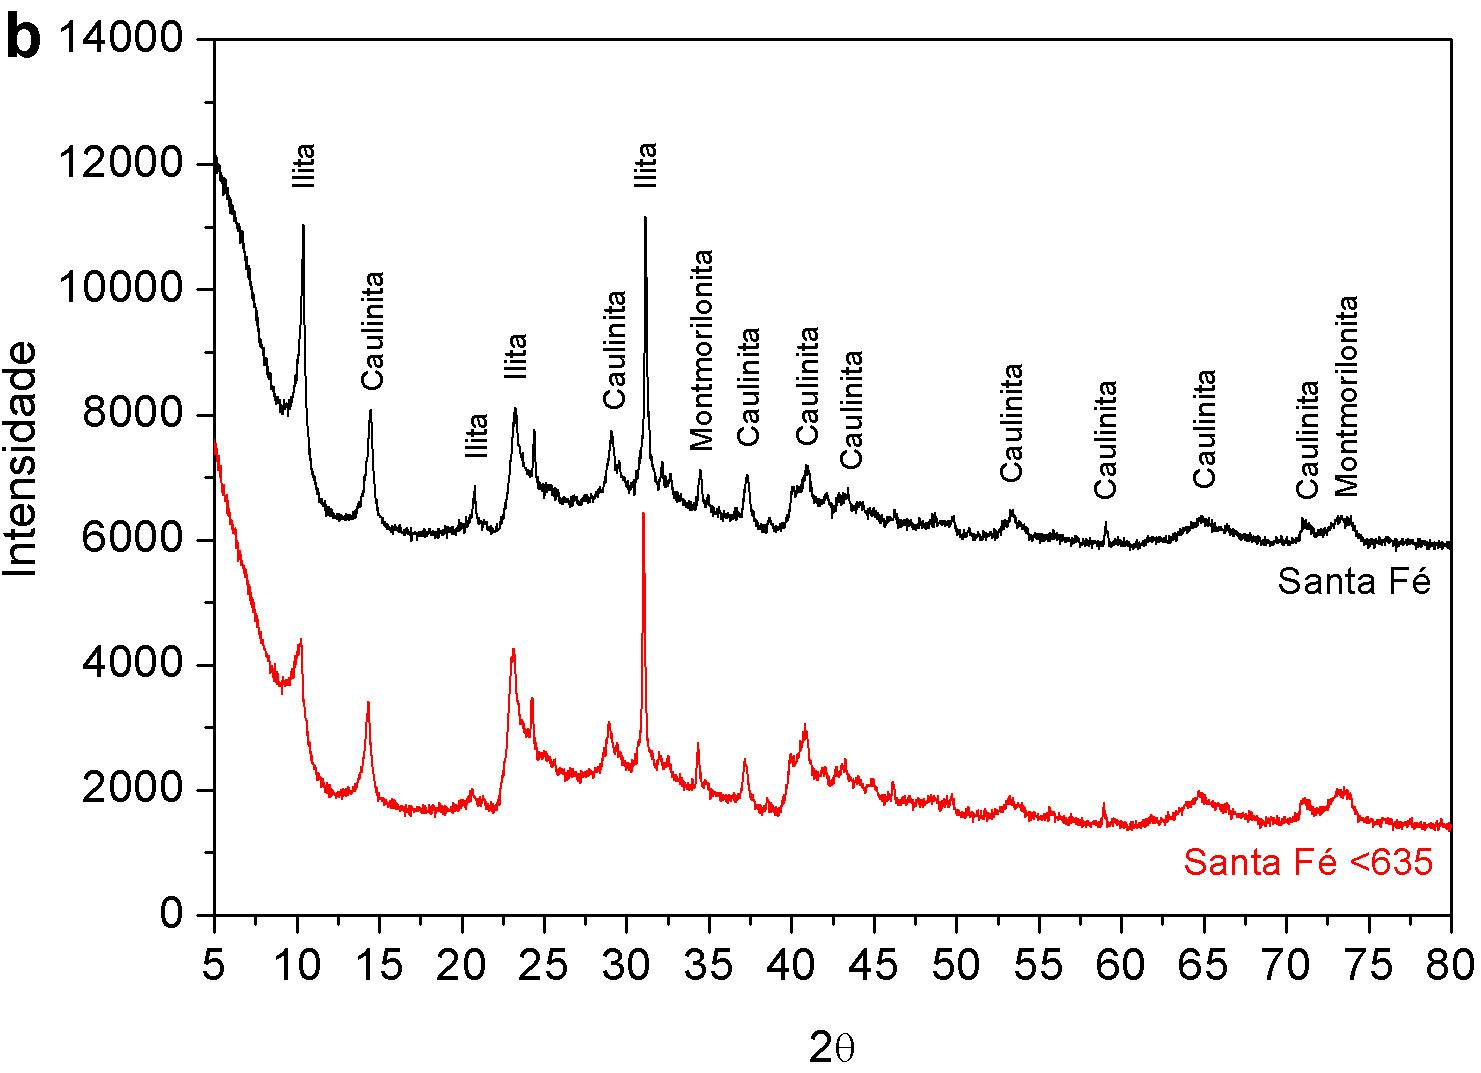 b
14000
12000
10000
8000
6000
4000
2000
0
Intensidade
Ilita
Caulinita
Ilita
Ilita
Caulinita
Ilita
Montmorilonita
Caulinita
Caulinita
Caulinita
Caulinita
Caulinita
Caulinita
Caulinita
Montmorilonita
Santa Fé
Santa Fé <635
5 10 15 20 25 30 35 40 45 50 55 60 65 70 75 80
2θ